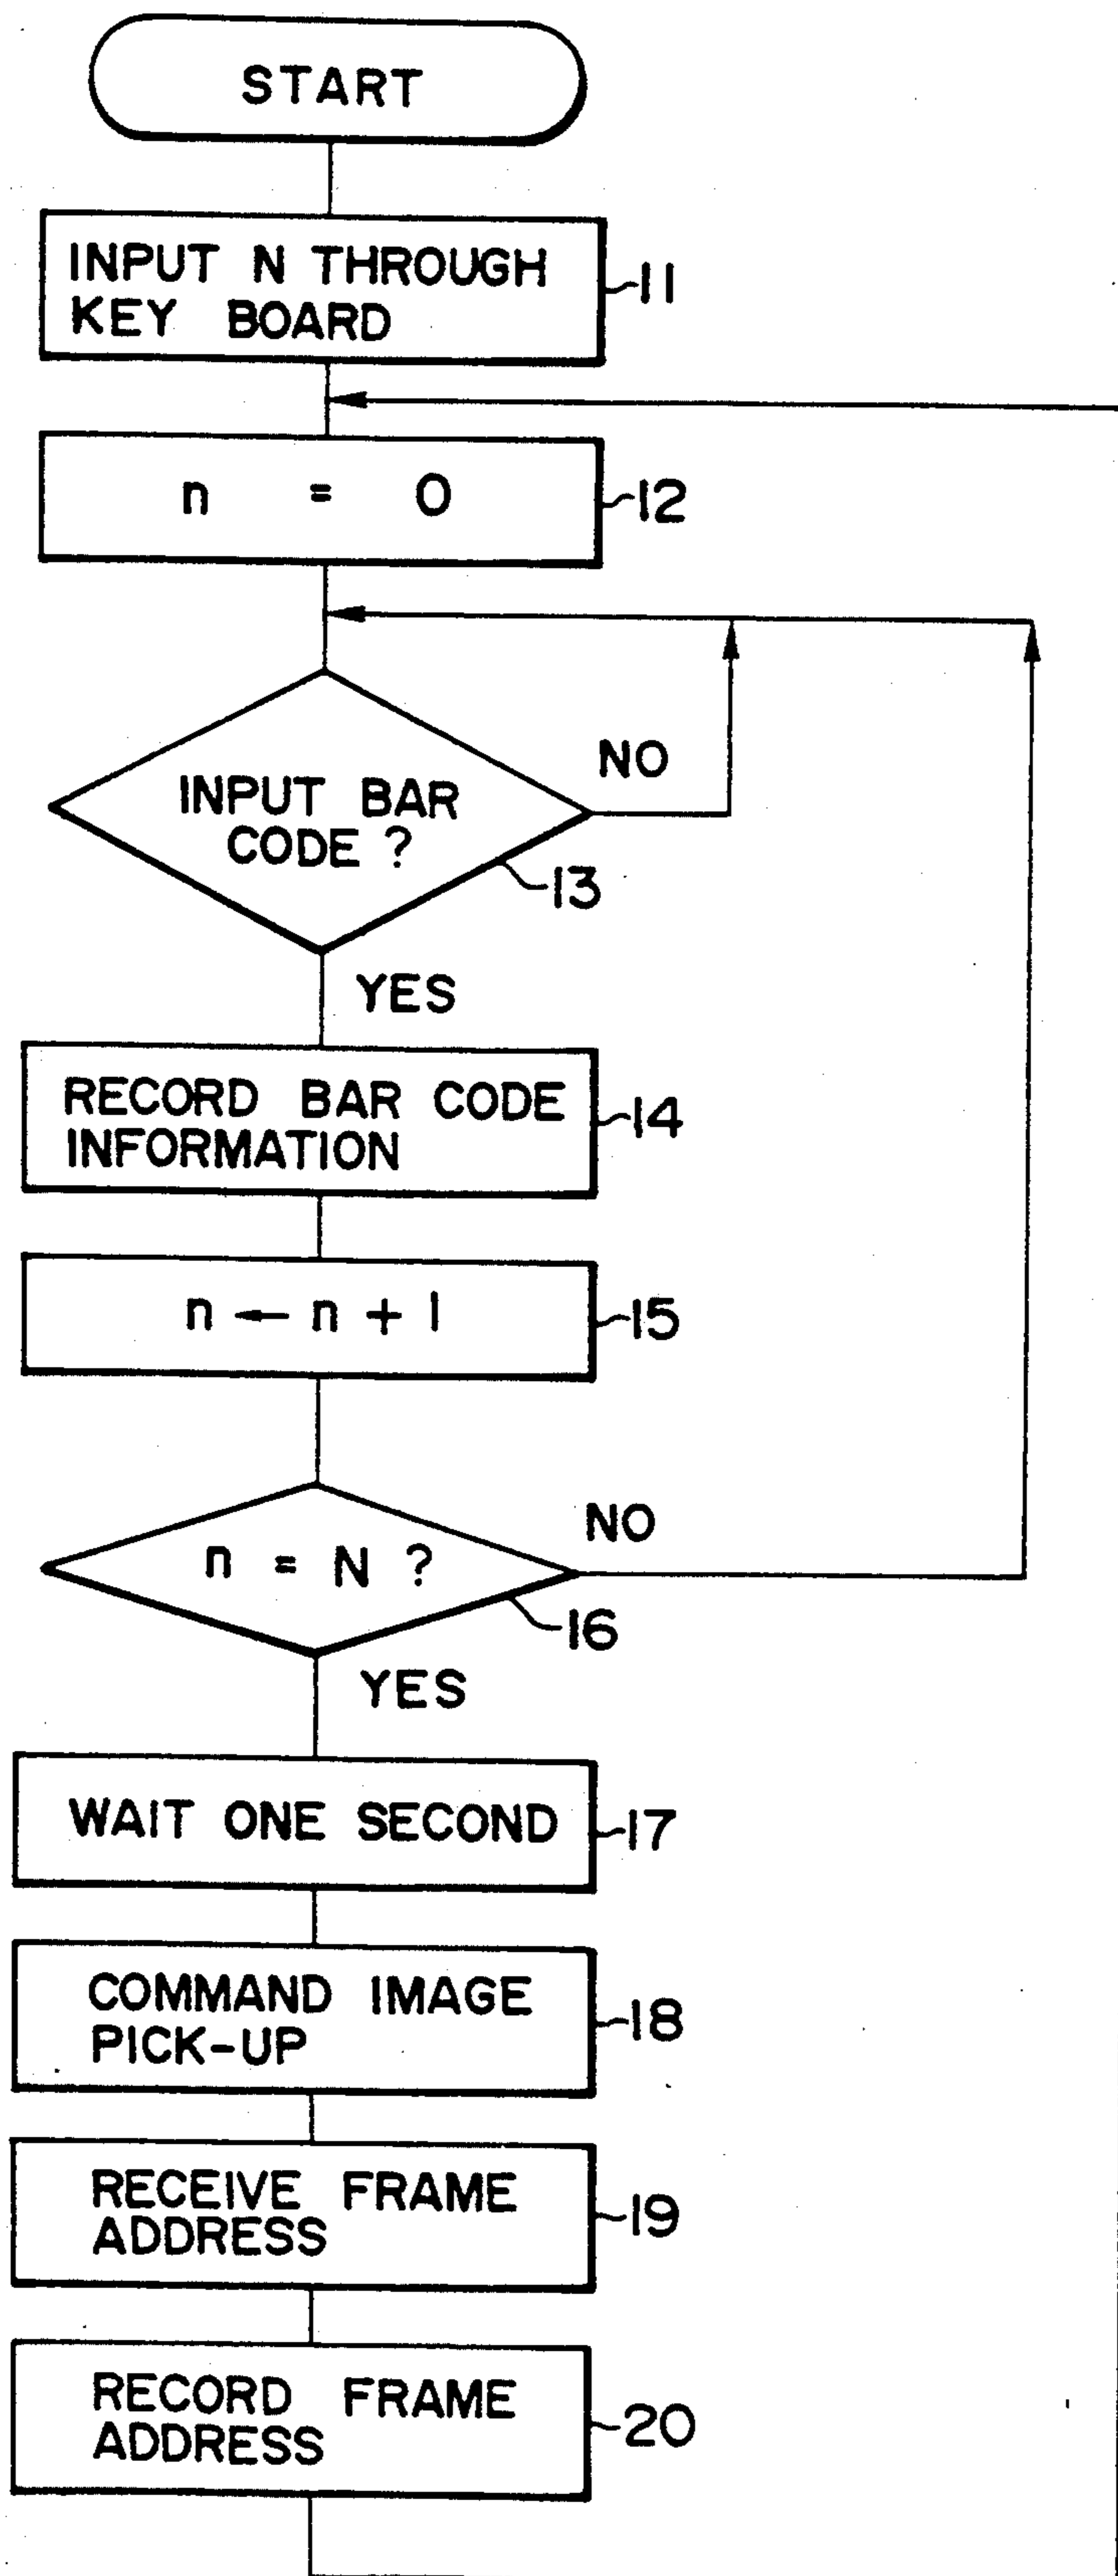 START
INPUT N THROUGH
KEY BOARD
11
n = 0
12
NO
INPUT BAR
CODE ?
13
YES
RECORD BAR CODE
INFORMATION
14
n ← n + 1
15
NO
n = N ?
16
YES
WAIT ONE SECOND
17
COMMAND IMAGE
PICK-UP
18
RECEIVE FRAME
ADDRESS
19
RECORD FRAME
ADDRESS
20